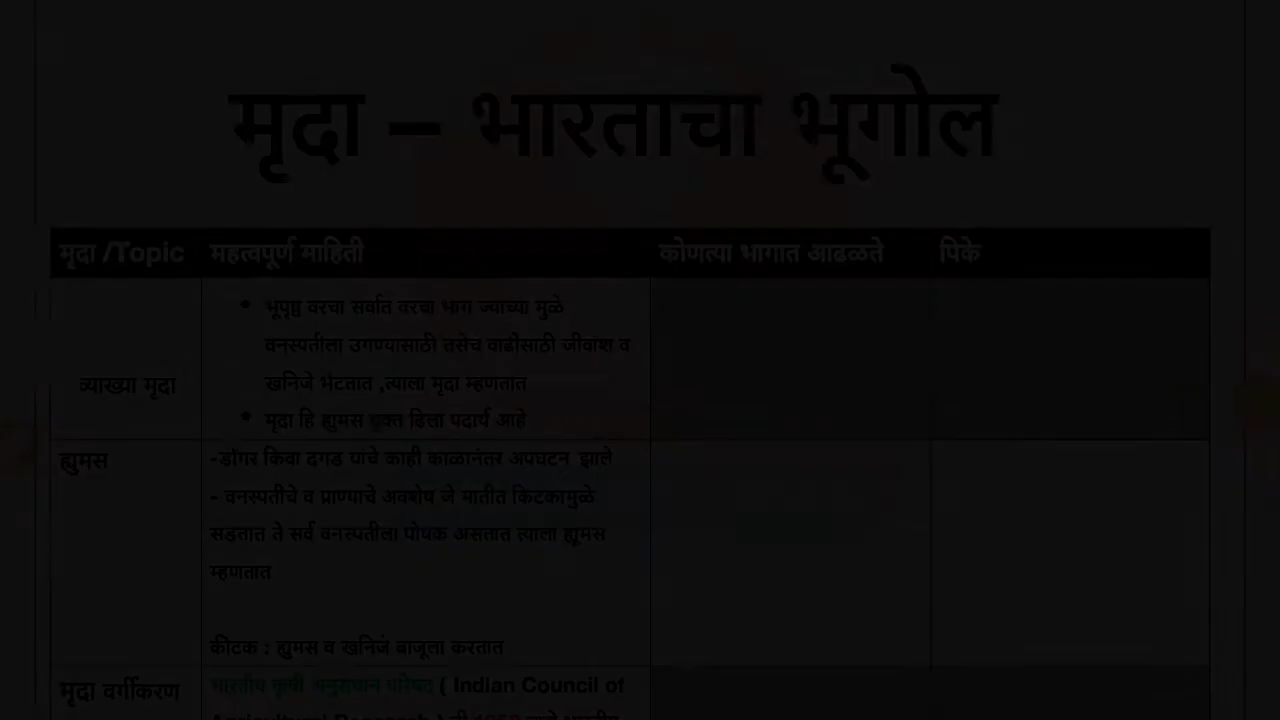 मृदा – भारताचा भूगोल
मृदा /Topic महत्वपूर्ण माहिती कोणत्या भागात आढळते पिके
व्याख्या मृदा
• भूपृष्ठ वरचा सर्वात वरचा भाग ज्याच्या मुळे
वनस्पतीला उगण्यासाठी तसेच वाढीसाठी जीवांश व
खनिजे भेटतात ,त्याला मृदा म्हणतात
• मृदा हि ह्युमस युक्त ढिला पदार्थ आहे
ह्युमस
-डोंगर किवा दगड यांचे काही काळानंतर अपघटन झाले
- वनस्पतीचे व प्राण्याचे अवशेष जे मातीत किटकामुळे
सडतात ते सर्व वनस्पतीला पोषक असतात त्याला ह्यूमस
म्हणतात
कीटक : ह्युमस व खनिजं बाजूला करतात
मृदा वर्गीकरण
भारतीय कृषी अनुसंधान परिषद ( Indian Council of